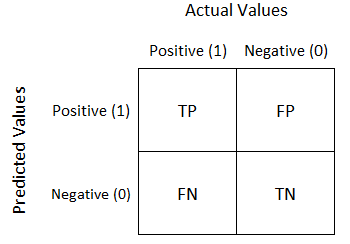 Actual Values
Positive (1) Negative (0)
Predicted Values
Positive (1) TP FP
Negative (0) FN TN